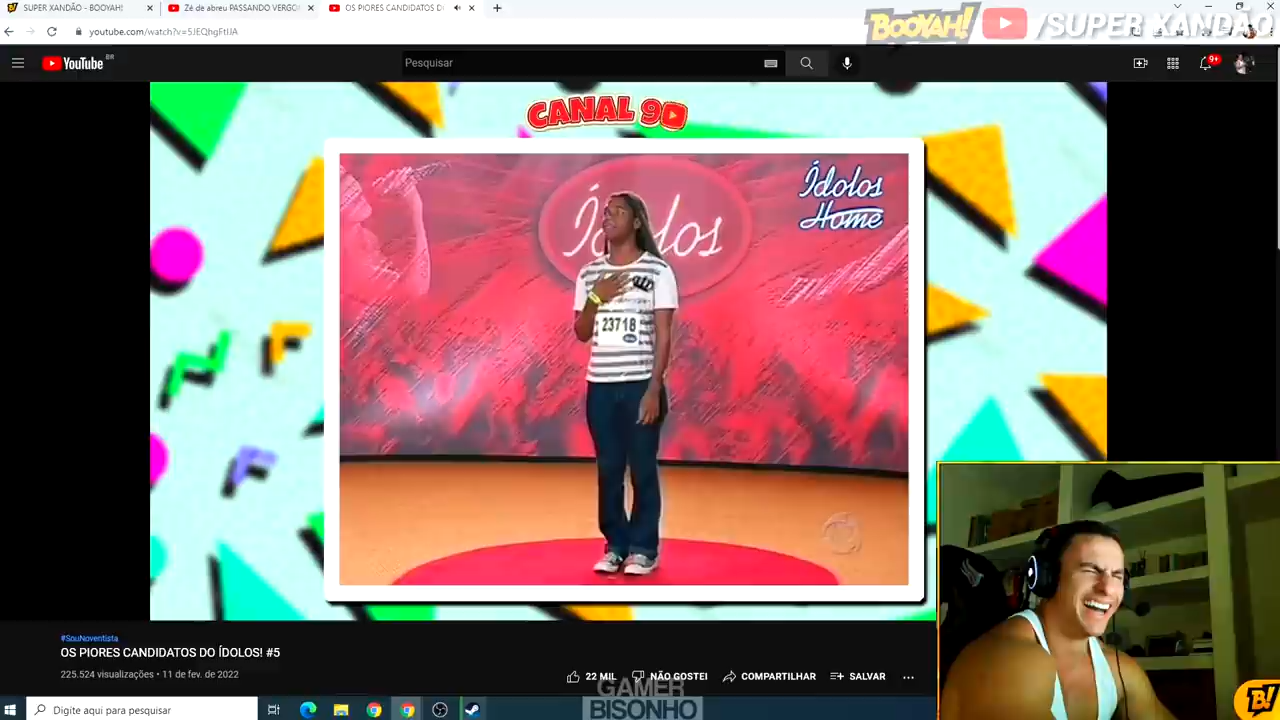 SUPER XANDÃO - BOOYAH!
Zé de abreu PASSANDO VERGO
OS PIORES CANDIDATOS D
BOOYAH! /SUPER XANDÃO
youtube.com/watch?v=5JEQhgFtIJA
YouTube BR
Pesquisar
9+
CANAL 90
Ídolos
Ídolos
Home
23718
#SouNoventista
OS PIORES CANDIDATOS DO ÍDOLOS! #5
225.524 visualizações • 11 de fev. de 2022
22 MIL
NÃO GOSTEI
COMPARTILHAR
SALVAR
GAMER
BISONHO
Digite aqui para pesquisar
B!